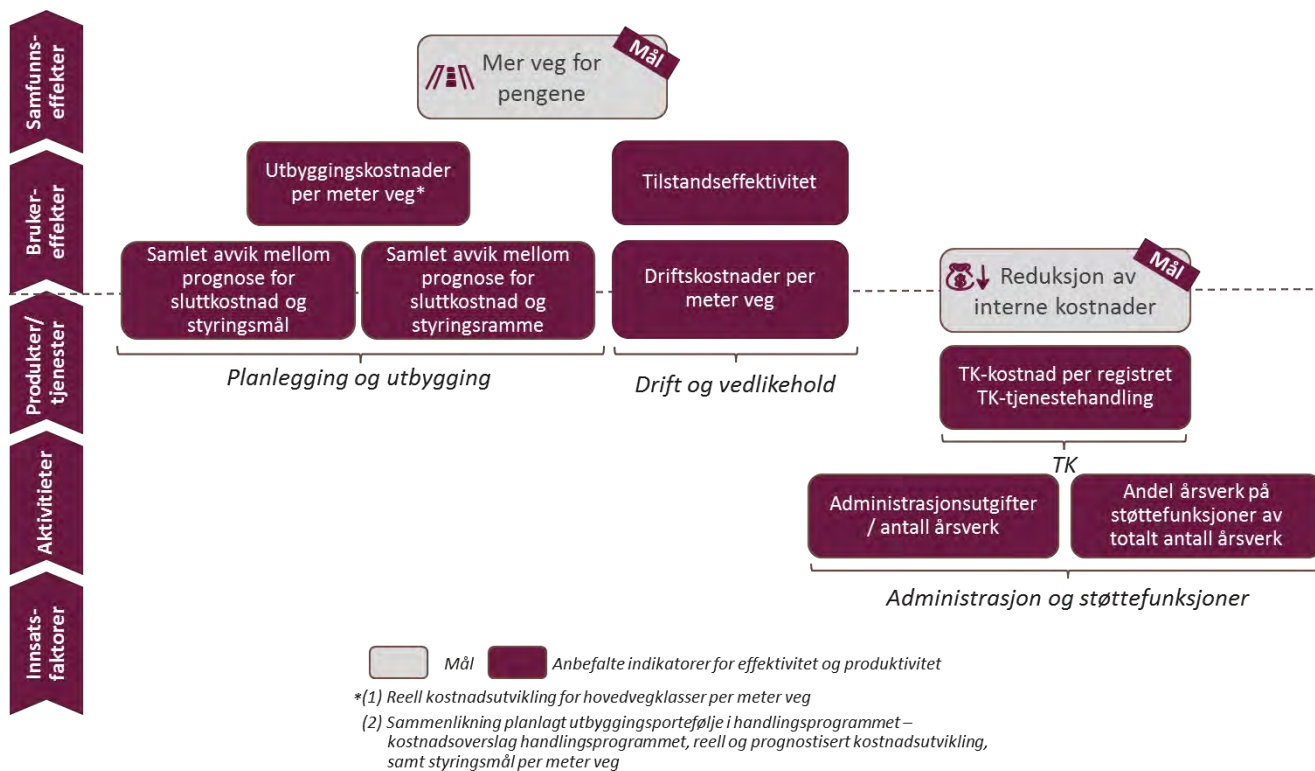 Samfunns-
effekter
Bruker-
effekter
Produkter/
tjenester
Aktivitieter
Innsats-
faktorer
Mål
Mer veg for
pengene
Utbyggingskostnader
per meter veg*
Tilstandseffektivitet
Samlet avvik mellom
prognose for
sluttkostnad og
styringsmål
Samlet avvik mellom
prognose for
sluttkostnad og
styringsramme
Driftskostnader per
meter veg
Mål
Reduksjon av
interne kostnader
Planlegging og utbygging
Drift og vedlikehold
TK-kostnad per registret
TK-tjenestehandling
TK
Administrasjonsutgifter
/ antall årsverk
Andel årsverk på
støttefunksjoner av
totalt antall årsverk
Administrasjon og støttefunksjoner
Mål
Anbefalte indikatorer for effektivitet og produktivitet
*(1) Reell kostnadsutvikling for hovedvegklasser per meter veg
(2) Sammenlikning planlagt utbyggingsportefølje i handlingsprogrammet –
kostnadsoverslag handlingsprogrammet, reell og prognostisert kostnadsutvikling,
samt styringsmål per meter veg